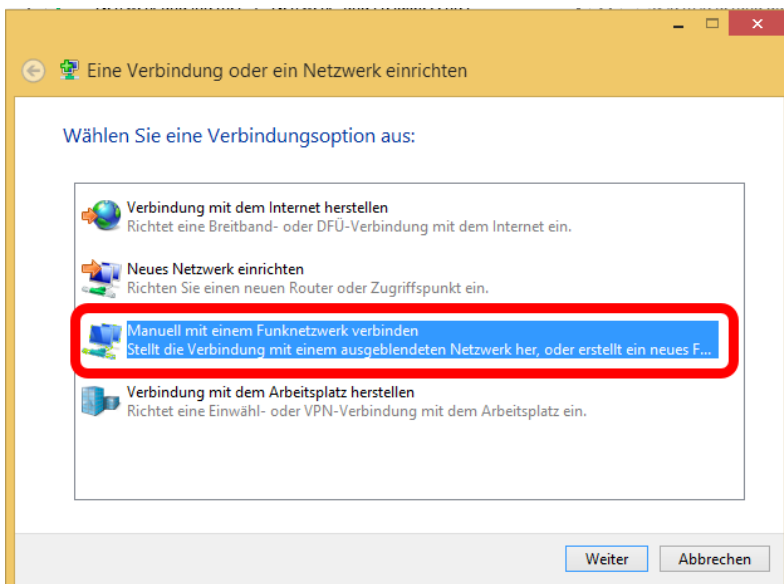 Eine Verbindung oder ein Netzwerk einrichten
Wählen Sie eine Verbindungsoption aus:
Verbindung mit dem Internet herstellen
Richtet eine Breitband- oder DFÜ-Verbindung mit dem Internet ein.
Neues Netzwerk einrichten
Richten Sie einen neuen Router oder Zugriffspunkt ein.
Manuell mit einem Funknetzwerk verbinden
Stellt die Verbindung mit einem ausgeblendeten Netzwerk her, oder erstellt ein neues F...
Verbindung mit dem Arbeitsplatz herstellen
Richtet eine Einwähl- oder VPN-Verbindung mit dem Arbeitsplatz ein.
Weiter Abbrechen